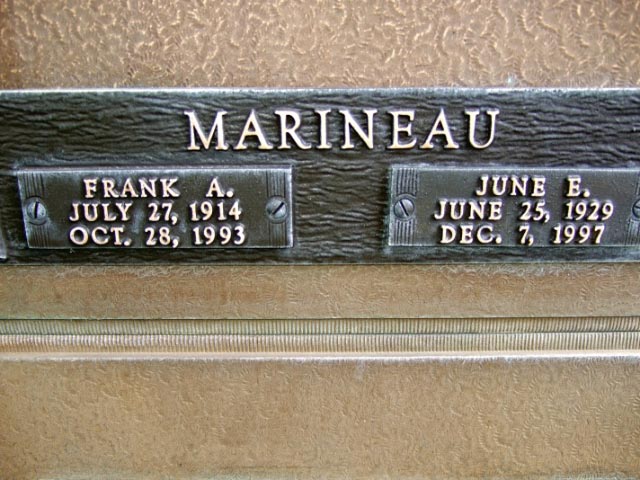 MARINEAU
FRANK A.
JULY 27, 1914
OCT. 28, 1993
JUNE E.
JUNE 25, 1929
DEC. 7, 1997